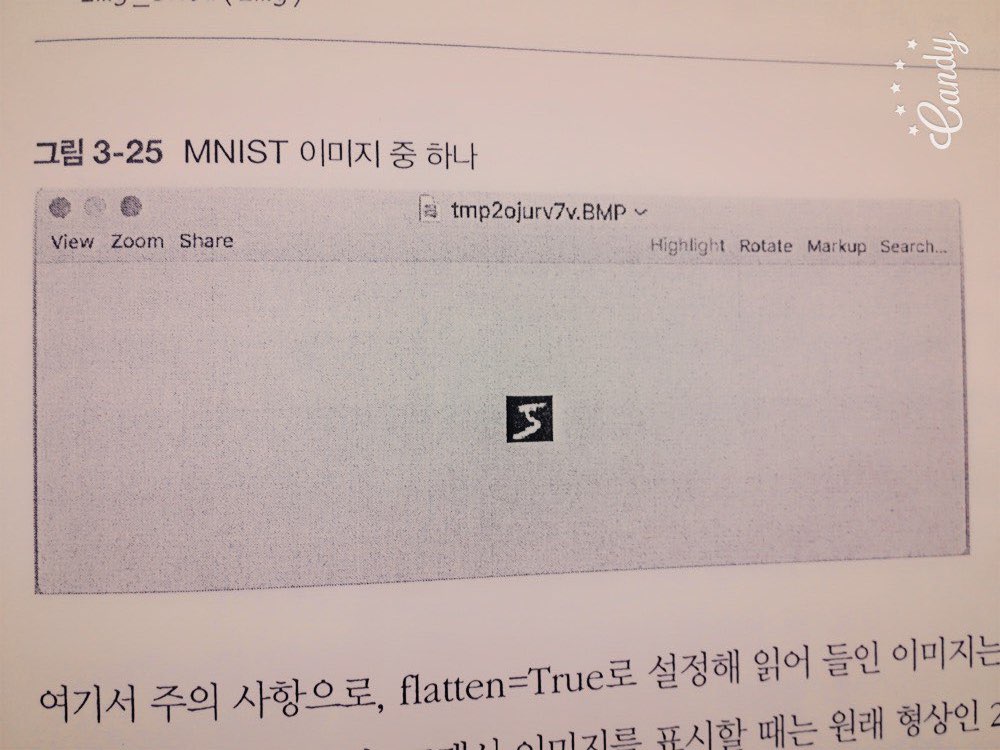 Candy
그림 3-25 MNIST 이미지 중 하나
tmp2ojurv7v.BMP
View Zoom Share
Highlight Rotate Markup Search...
5
여기서 주의 사항으로, flatten=True로 설정해 읽어 들인 이미지는
이미지를 표시할 때는 원래 형상인 2